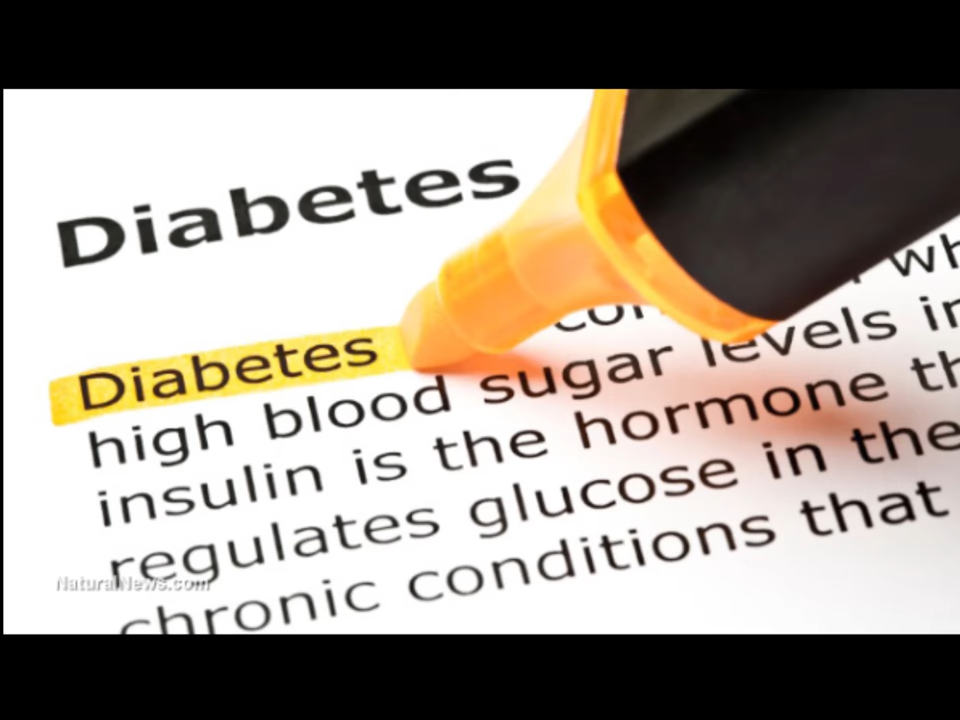 Diabetes
Diabetes
high blood sugar levels in
insulin is the hormone
regulates glucose in the
chronic conditions that
NaturalNews.com